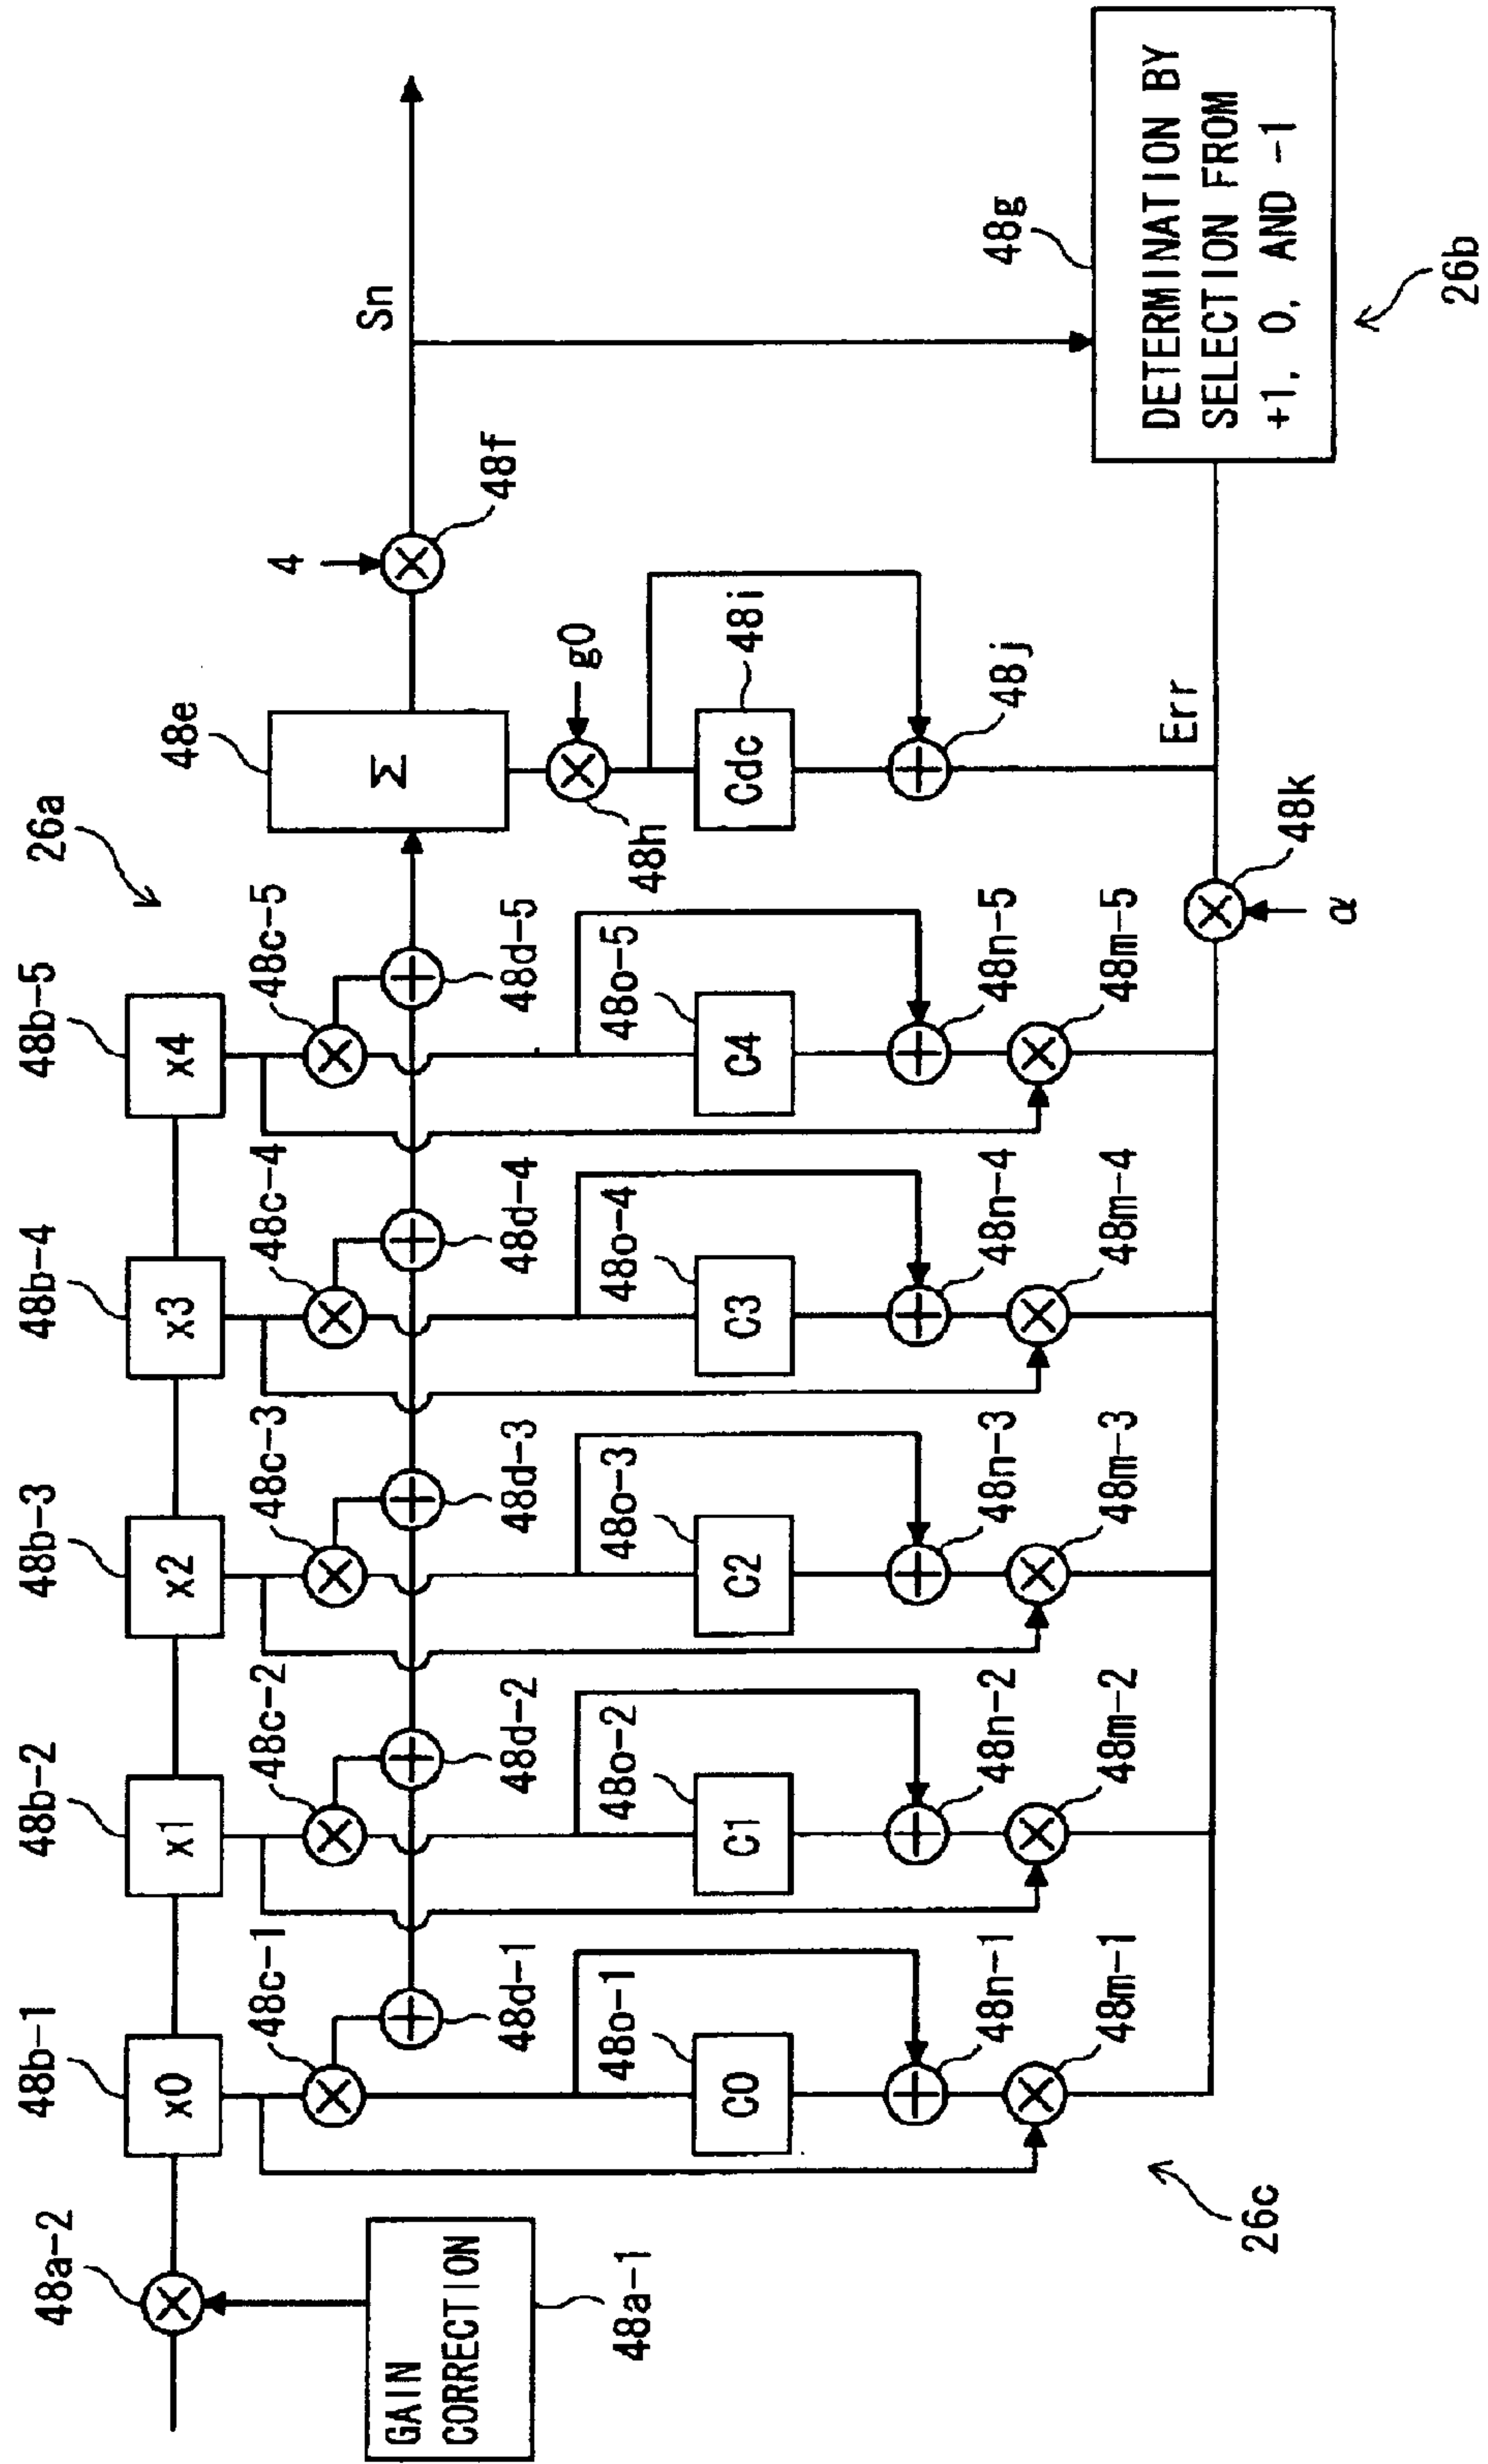 48a-2
48b-1
48b-2
48b-3
48b-4
48b-5
x0
x1
x2
x3
x4
26a
48c-1
48c-2
48c-3
48c-4
48c-5
48e
4
Sn
GAIN
CORRECTION
48a-1
48d-1
48d-2
48d-3
48d-4
48d-5
Σ
48f
g0
48h
48o-1
48o-2
48o-3
48o-4
48o-5
48i
C0
C1
C2
C3
C4
Cdc
48n-1
48n-2
48n-3
48n-4
48n-5
48j
48m-1
48m-2
48m-3
48m-4
48m-5
48g
Err
48k
α
DETERMINATION BY
SELECTION FROM
+1, 0, AND -1
26c
26b